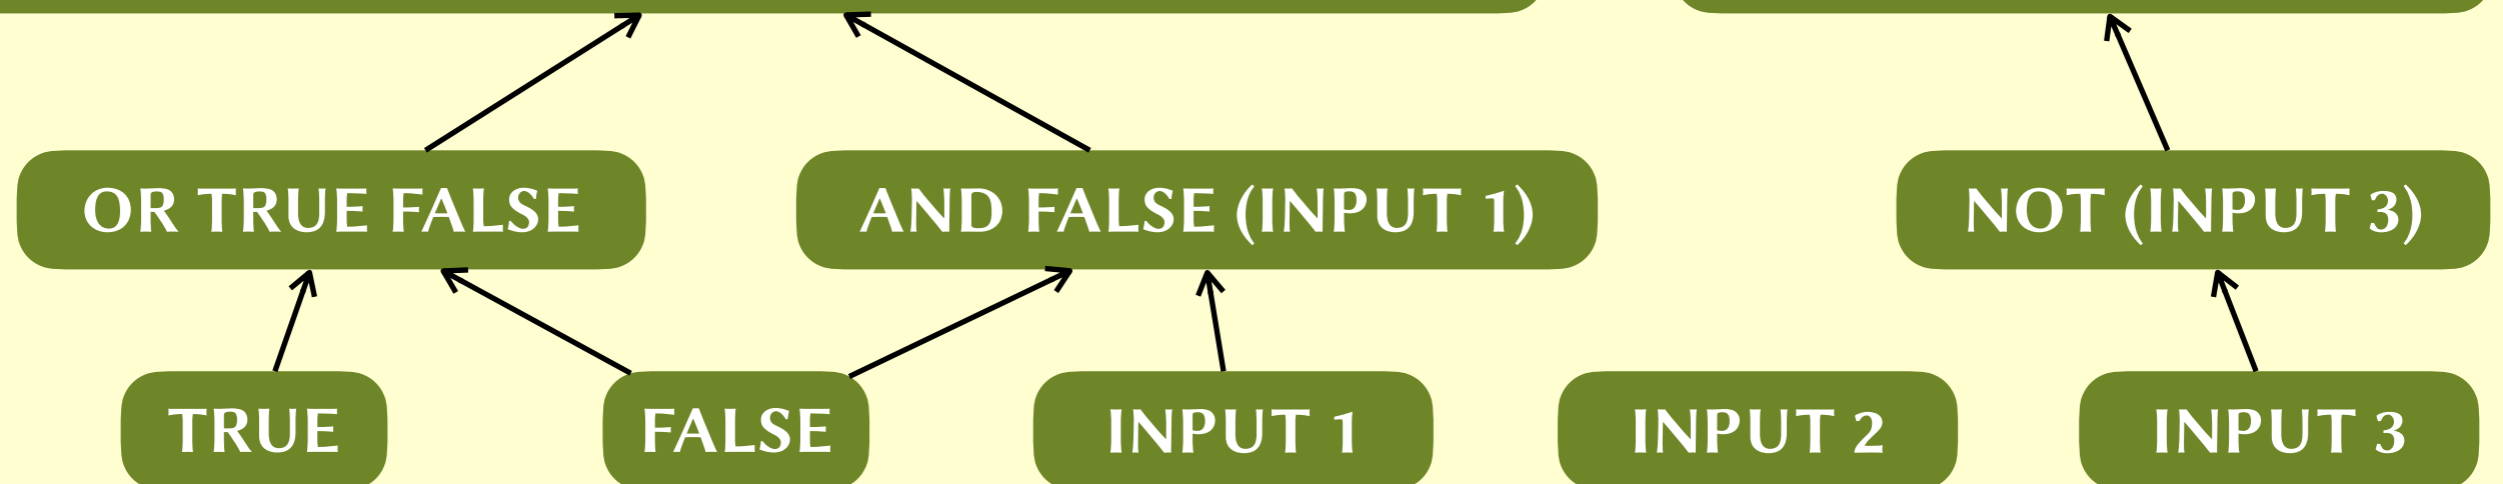 OR TRUE FALSE
AND FALSE(INPUT 1)
NOT(INPUT 3)
TRUE
FALSE
INPUT 1
INPUT 2
INPUT 3